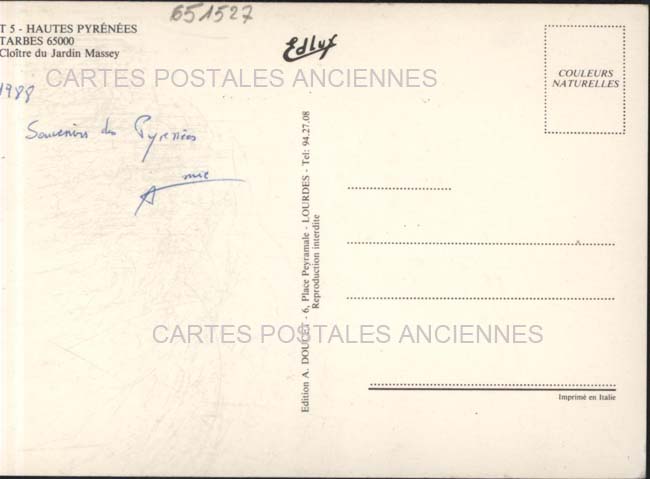 651527
T 5 - HAUTES PYRÉNÉES
TARBES 65000
Cloître du Jardin Massey
Edlux
COULEURS
NATURELLES
CARTES POSTALES ANCIENNES
1988
Souvenirs des Pyrénées
Edition A. DOUCET - 6, Place Peyramale - LOURDES - Tel: 94.27.08
Reproduction interdite
CARTES POSTALES ANCIENNES
Imprimé en Italie